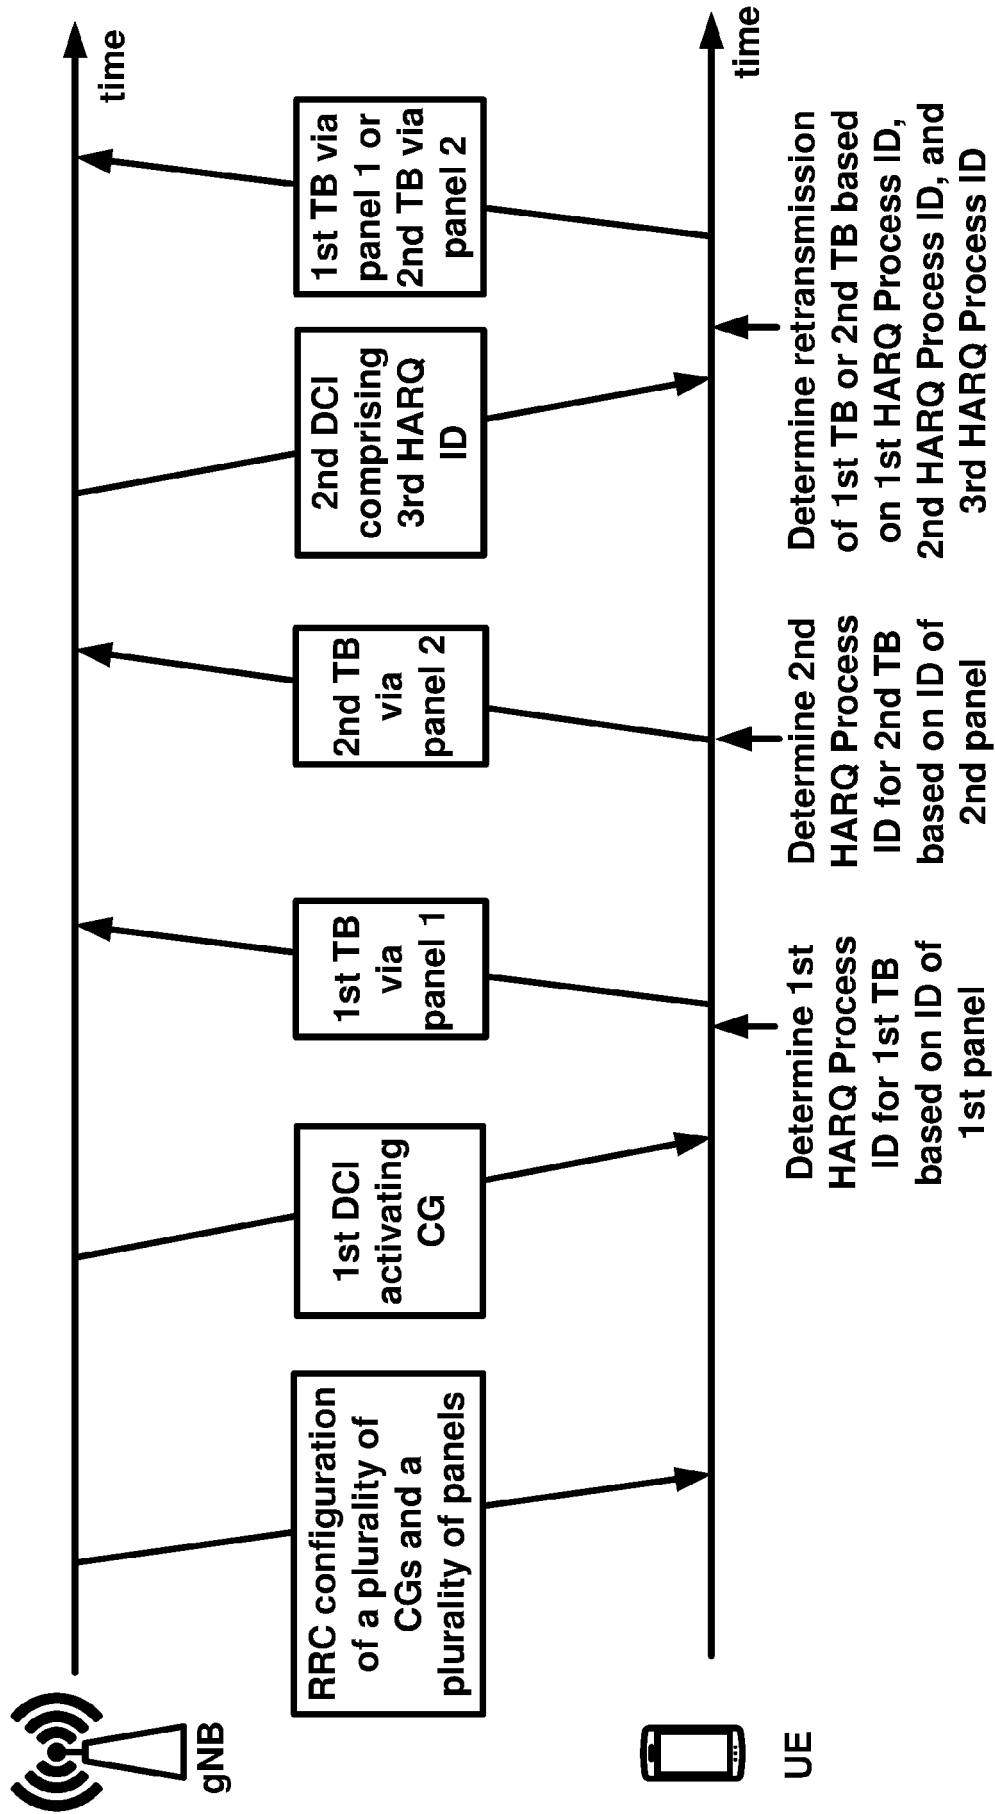 gNB
time
RRC configuration
of a plurality of
CGs and a
plurality of panels
1st DCI
activating
CG
1st TB
via
panel 1
2nd TB
via
panel 2
2nd DCI
comprising
3rd HARQ
ID
1st TB via
panel 1 or
2nd TB via
panel 2
UE
time
Determine 1st
HARQ Process
ID for 1st TB
based on ID of
1st panel
Determine 2nd
HARQ Process
ID for 2nd TB
based on ID of
2nd panel
Determine retransmission
of 1st TB or 2nd TB based
on 1st HARQ Process ID,
2nd HARQ Process ID, and
3rd HARQ Process ID